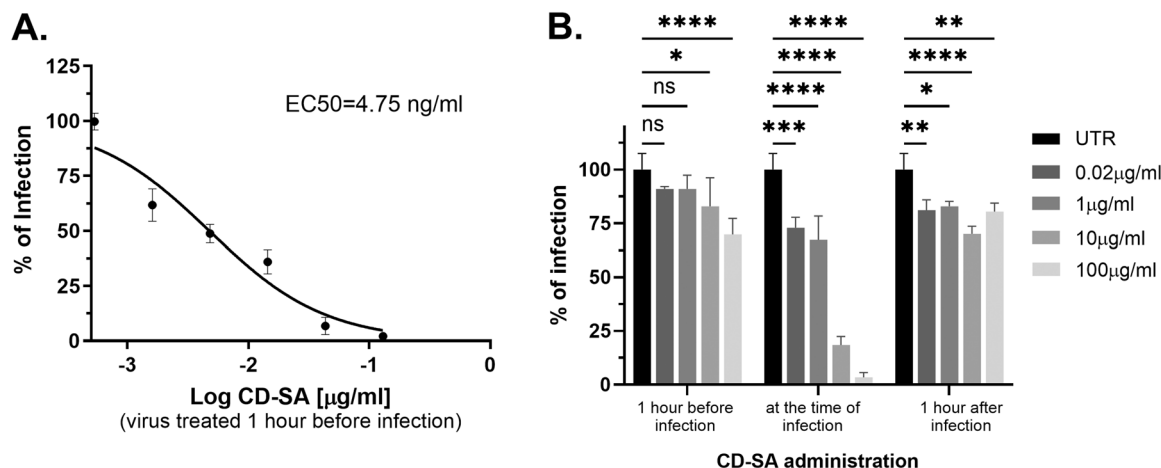 A.
125
100
75
50
25
0
% of Infection
EC50=4.75 ng/ml
-3
-2
-1
0
Log CD-SA [μg/ml]
(virus treated 1 hour before infection)
B.
****
*
ns
ns
****
****
****
***
**
****
*
**
100
75
50
25
0
% of infection
1 hour before
infection
at the time of
infection
1 hour after
infection
CD-SA administration
UTR
0.02μg/ml
1μg/ml
10μg/ml
100μg/ml